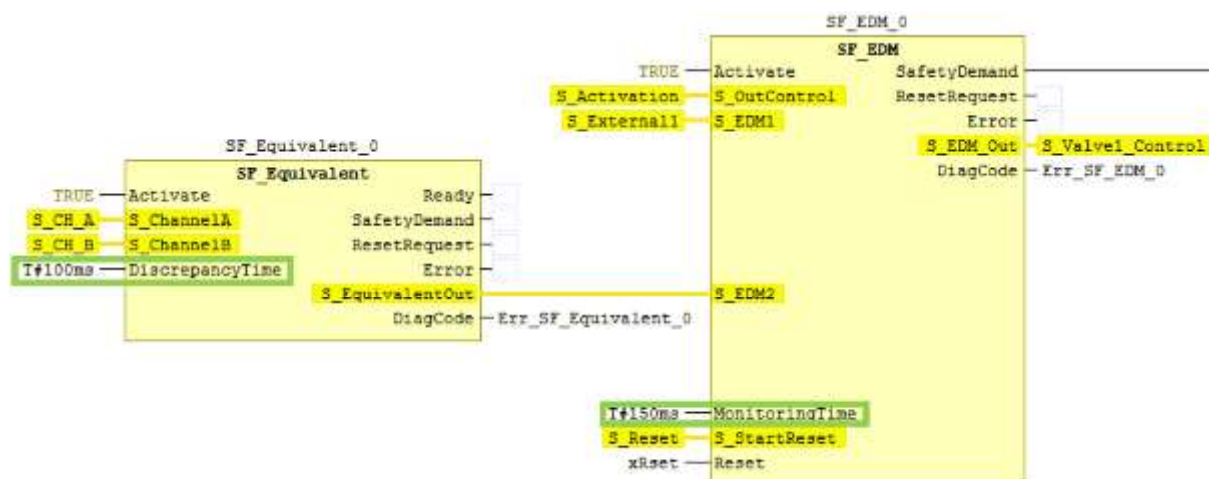 SF_EDM_0
SF_EDM
TRUE Activate SafetyDemand
S_Activation S_OutControl ResetRequest
S_External1 S_EDM1 Error
S_EDM_Out S_Valve1_Control
DiagCode Err_SF_EDM_0
SF_Equivalent_0
SF_Equivalent
TRUE Activate Ready
S_CH_A S_ChannelA SafetyDemand
S_CH_B S_ChannelB ResetRequest
T#100ms DiscrepancyTime Error
S_EquivalentOut S_EDM2
DiagCode Err_SF_Equivalent_0
T#150ms MonitoringTime
S_Reset S_StartReset
xRset Reset